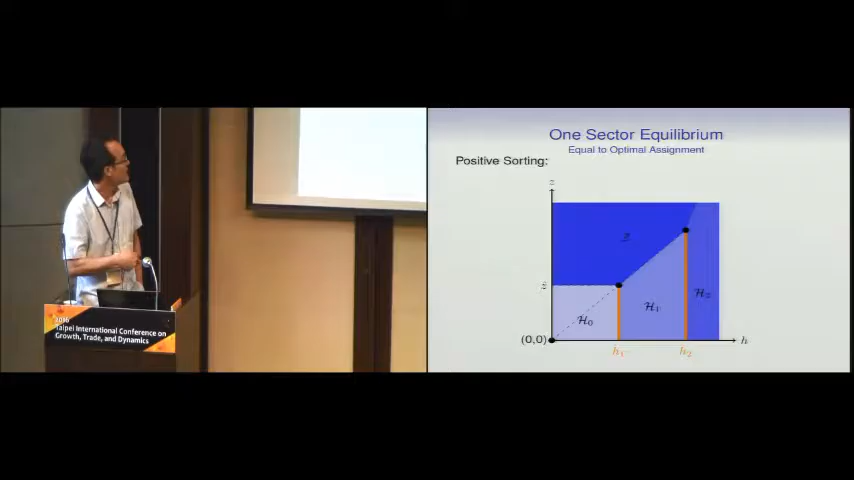 One Sector Equilibrium
Equal to Optimal Assignment
Positive Sorting:
z
Z
ẑ
H₂
H₁
H₀
(0,0)
h
h₁
h₂
2016
Taipei International Conference on
Growth, Trade, and Dynamics